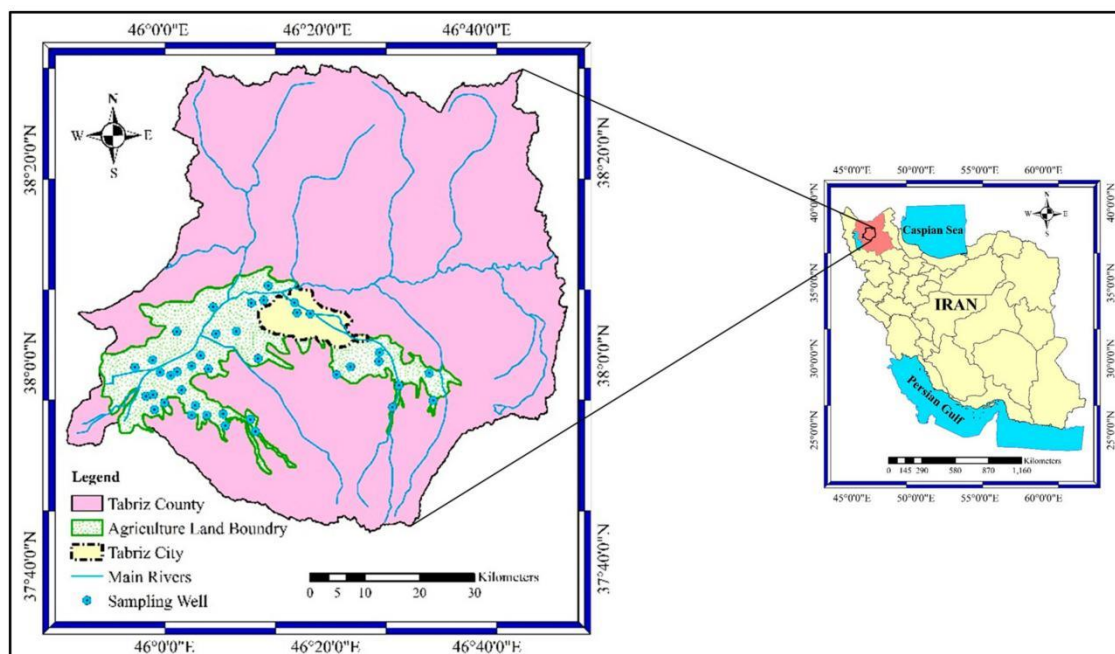 46°0'0"E 46°20'0"E 46°40'0"E
N
W E
S
38°20'0"N
38°0'0"N
37°40'0"N
38°20'0"N
38°0'0"N
37°40'0"N
Legend
Tabriz County
Agriculture Land Boundry
Tabriz City
Main Rivers
Sampling Well
Kilometers
0 5 10 20 30
46°0'0"E 46°20'0"E 46°40'0"E
45°0'0"E 50°0'0"E 55°0'0"E 60°0'0"E
40°0'0"N
35°0'0"N
30°0'0"N
25°0'0"N
40°0'0"N
35°0'0"N
30°0'0"N
25°0'0"N
N
W E
S
Caspian Sea
IRAN
Persian Gulf
Kilometers
0 145 290 580 870 1,160
45°0'0"E 50°0'0"E 55°0'0"E 60°0'0"E